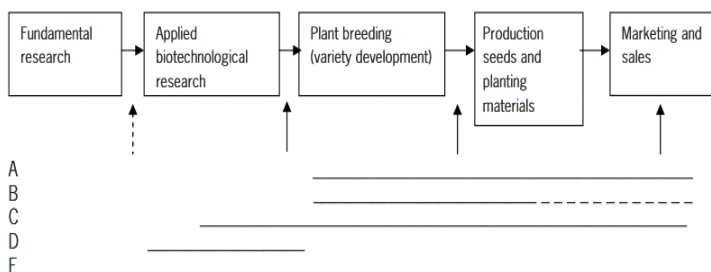 Fundamental
research
Applied
biotechnological
research
Plant breeding
(variety development)
Production
seeds and
planting
materials
Marketing and
sales
A
B
C
D